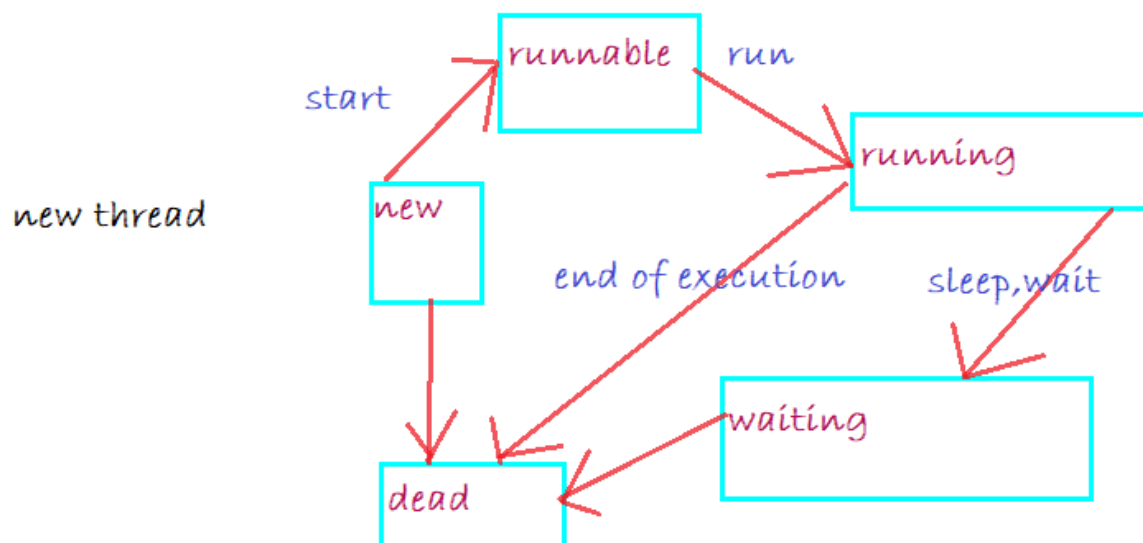 runnable
run
start
running
new
new thread
end of execution
sleep,wait
waiting
dead